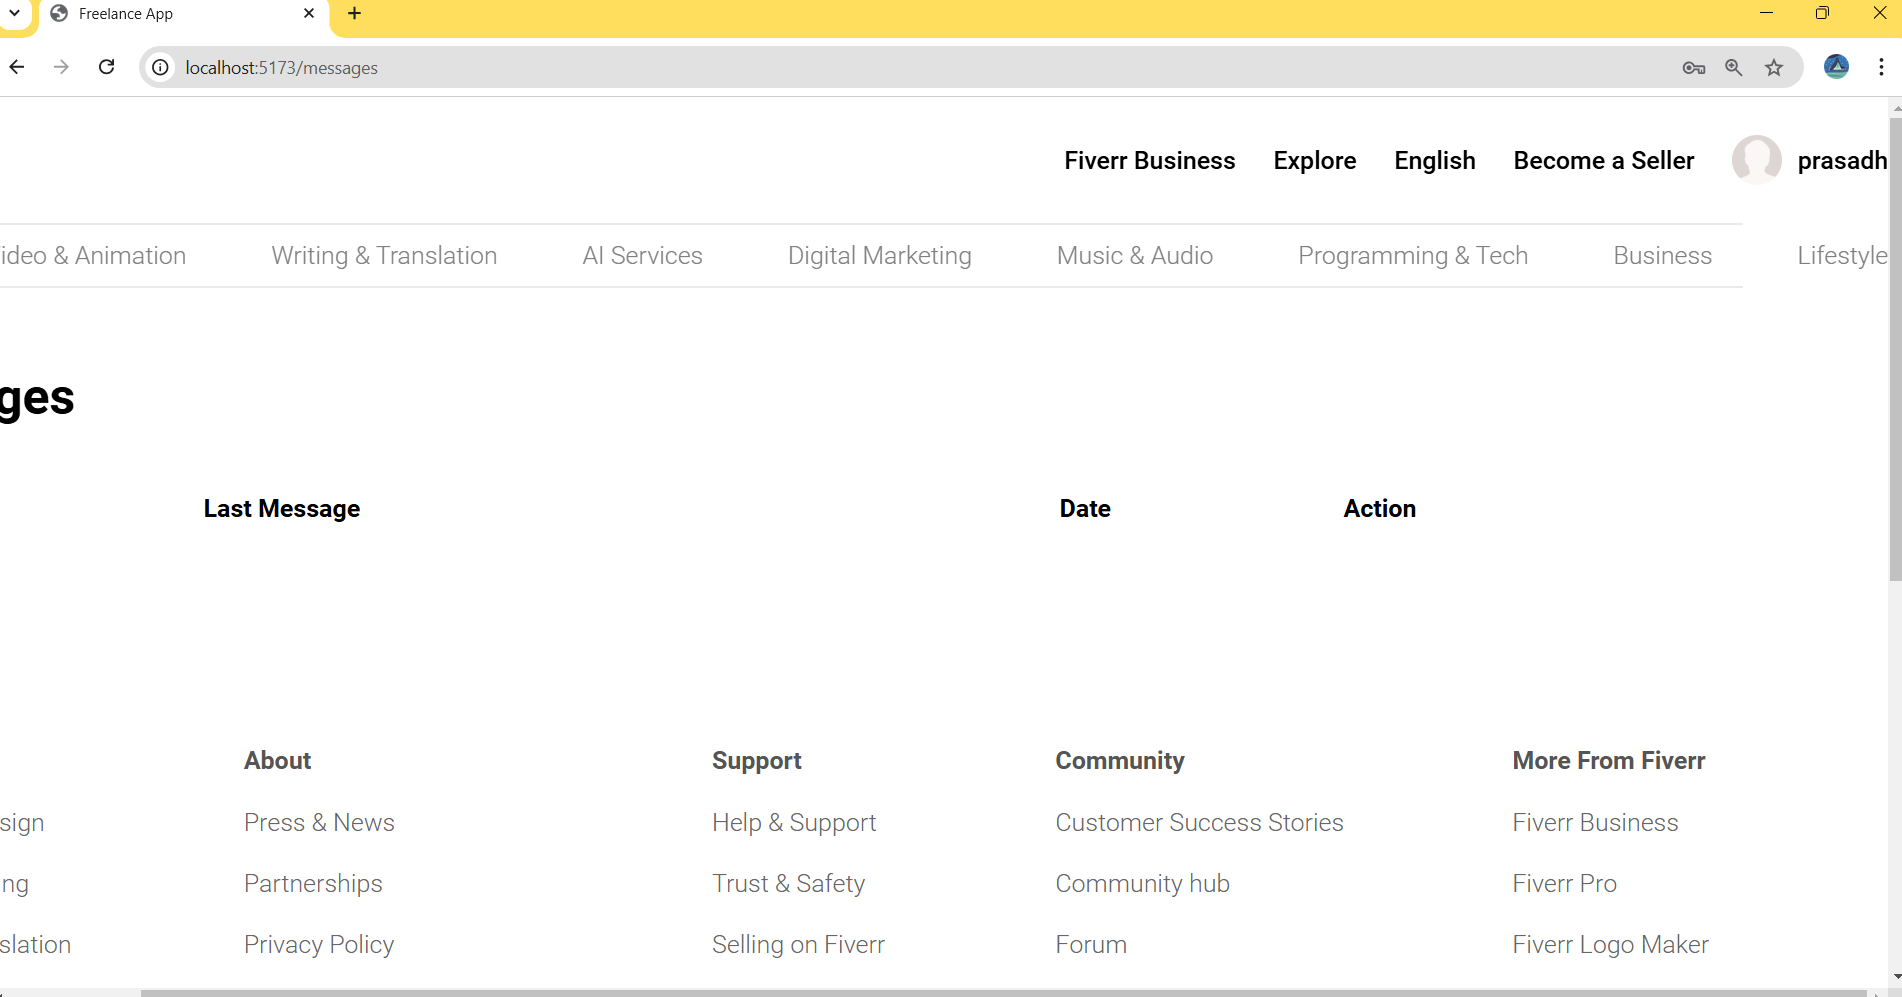 Freelance App
localhost:5173/messages
Fiverr Business Explore English Become a Seller prasadh
ideo & Animation Writing & Translation AI Services Digital Marketing Music & Audio Programming & Tech Business Lifestyle
ges
Last Message Date Action
About Support Community More From Fiverr
sign Press & News Help & Support Customer Success Stories Fiverr Business
ng Partnerships Trust & Safety Community hub Fiverr Pro
slation Privacy Policy Selling on Fiverr Forum Fiverr Logo Maker